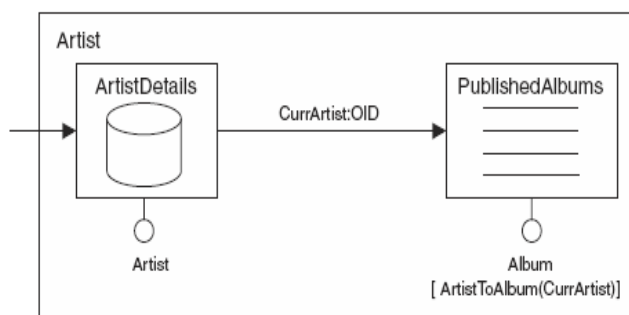 Artist
ArtistDetails
CurrArtist:OID
PublishedAlbums
Artist
Album
[ ArtistToAlbum(CurrArtist)]